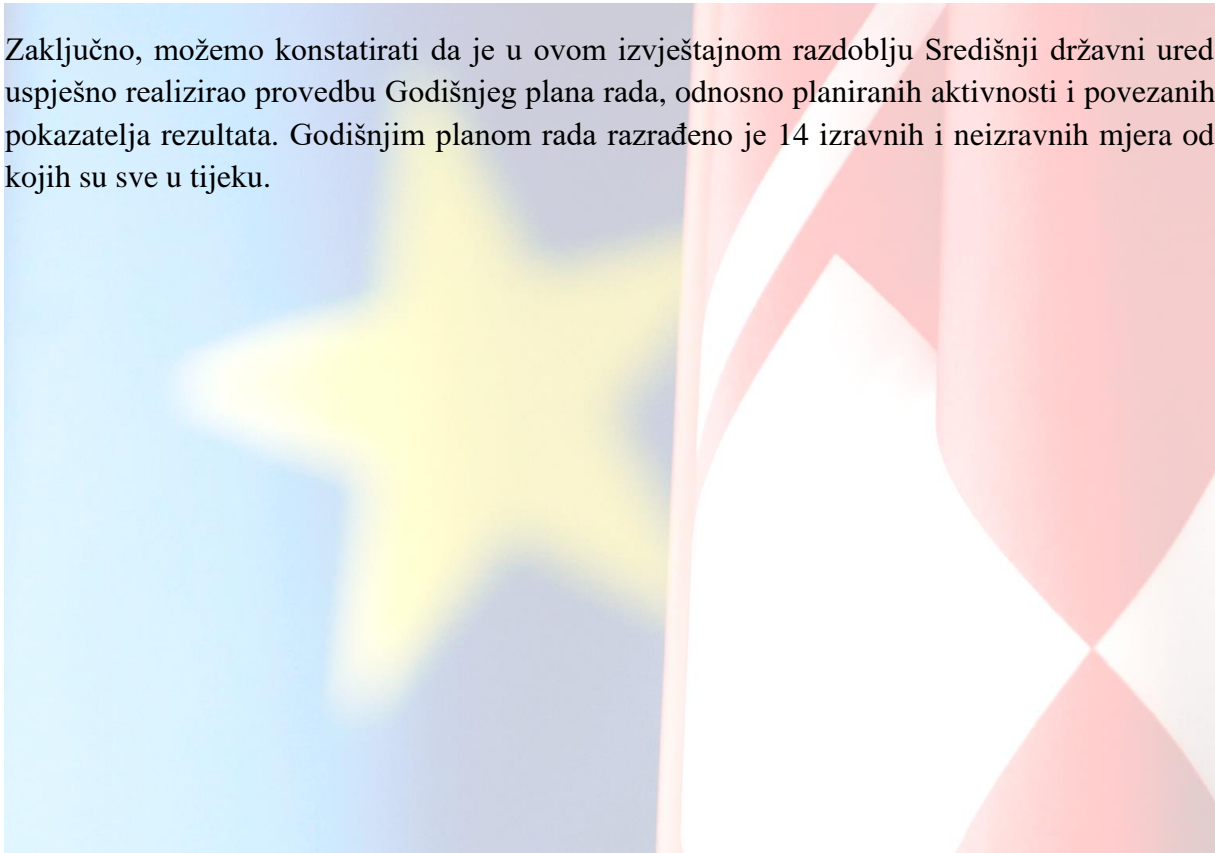 Zaključno, možemo konstatirati da je u ovom izvještajnom razdoblju Središnji državni ured
uspješno realizirao provedbu Godišnjeg plana rada, odnosno planiranih aktivnosti i povezanih
pokazatelja rezultata. Godišnjim planom rada razrađeno je 14 izravnih i neizravnih mjera od
kojih su sve u tijeku.